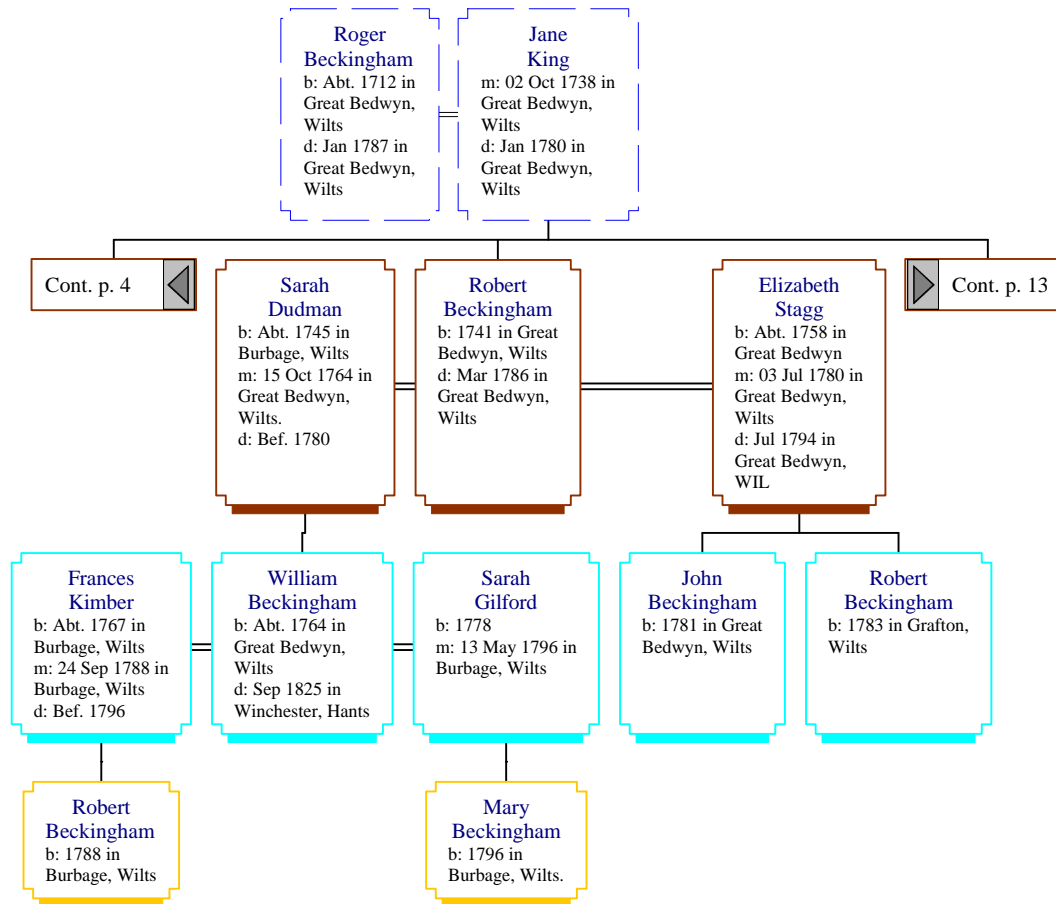 Roger
Beckingham
b: Abt. 1712 in
Great Bedwyn,
Wilts
d: Jan 1787 in
Great Bedwyn,
Wilts
Jane
King
m: 02 Oct 1738 in
Great Bedwyn,
Wilts
d: Jan 1780 in
Great Bedwyn,
Wilts
Cont. p. 4
Sarah
Dudman
b: Abt. 1745 in
Burbage, Wilts
m: 15 Oct 1764 in
Great Bedwyn,
Wilts.
d: Bef. 1780
Robert
Beckingham
b: 1741 in Great
Bedwyn, Wilts
d: Mar 1786 in
Great Bedwyn,
Wilts
Elizabeth
Stagg
b: Abt. 1758 in
Great Bedwyn
m: 03 Jul 1780 in
Great Bedwyn,
Wilts
d: Jul 1794 in
Great Bedwyn,
WIL
Cont. p. 13
Frances
Kimber
b: Abt. 1767 in
Burbage, Wilts
m: 24 Sep 1788 in
Burbage, Wilts
d: Bef. 1796
William
Beckingham
b: Abt. 1764 in
Great Bedwyn,
Wilts
d: Sep 1825 in
Winchester, Hants
Sarah
Gilford
b: 1778
m: 13 May 1796 in
Burbage, Wilts
John
Beckingham
b: 1781 in Great
Bedwyn, Wilts
Robert
Beckingham
b: 1783 in Grafton,
Wilts
Robert
Beckingham
b: 1788 in
Burbage, Wilts
Mary
Beckingham
b: 1796 in
Burbage, Wilts.